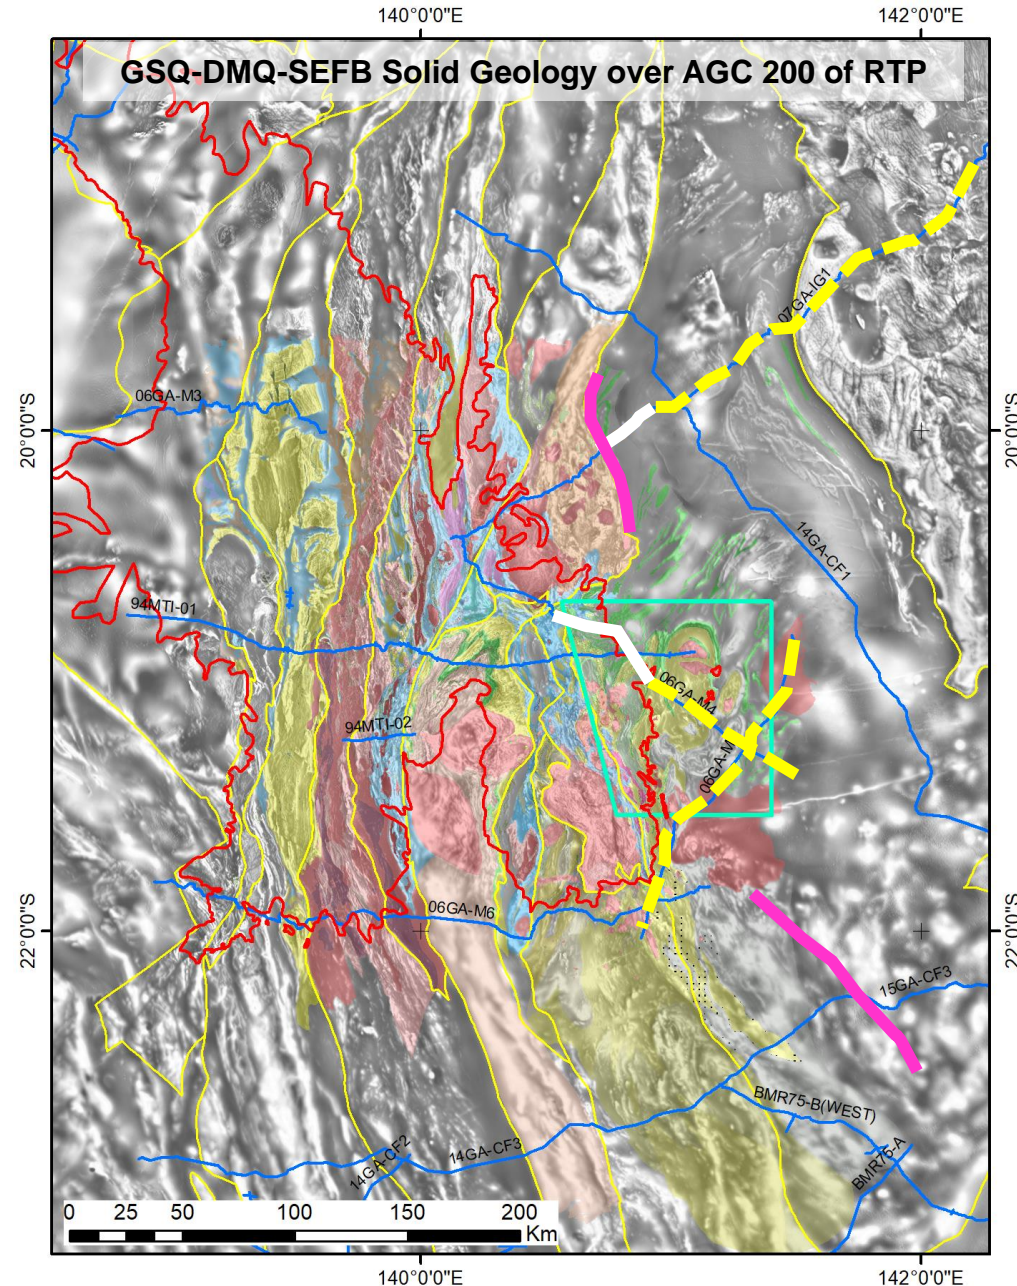 140°0'0"E 142°0'0"E
GSQ-DMQ-SEFB Solid Geology over AGC 200 of RTP
07GA-IG1
06GA-M3
20°0'0"S 20°0'0"S
14GA-CF1
94MTI-01
06GA-M4
94MTI-02
06GA-M
06GA-M6
22°0'0"S 22°0'0"S
15GA-CF3
BMR75-B(WEST)
14GA-CF3
14GA-CF2
BMR75-A
0 25 50 100 150 200
Km
140°0'0"E 142°0'0"E